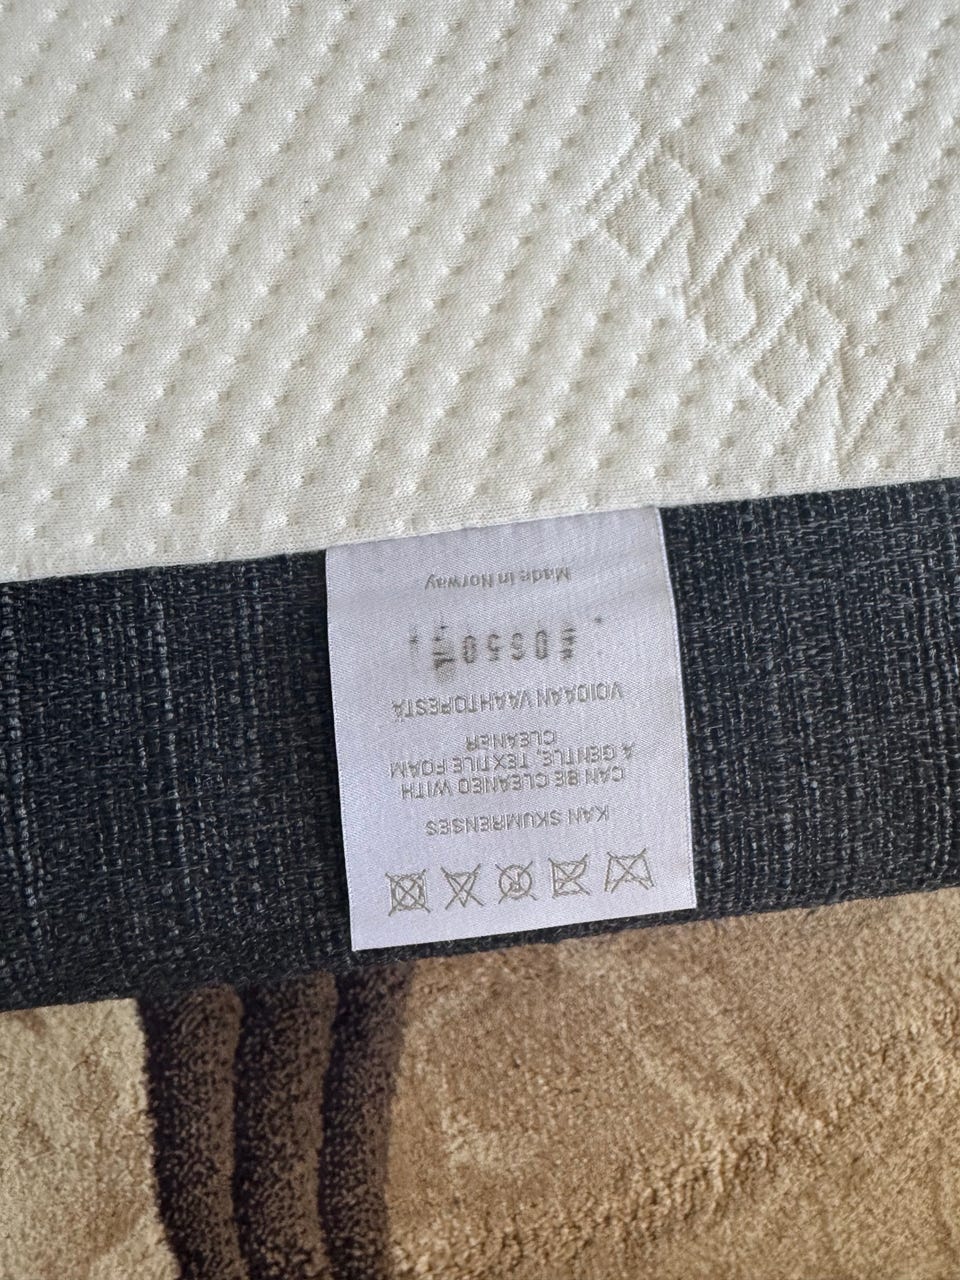 KAN SKUMRENSES
CAN BE CLEANED WITH
A GENTLE, TEXTILE FOAM
CLEANER
VOIDAAN VAAHTOPESTÄ
Made in Norway